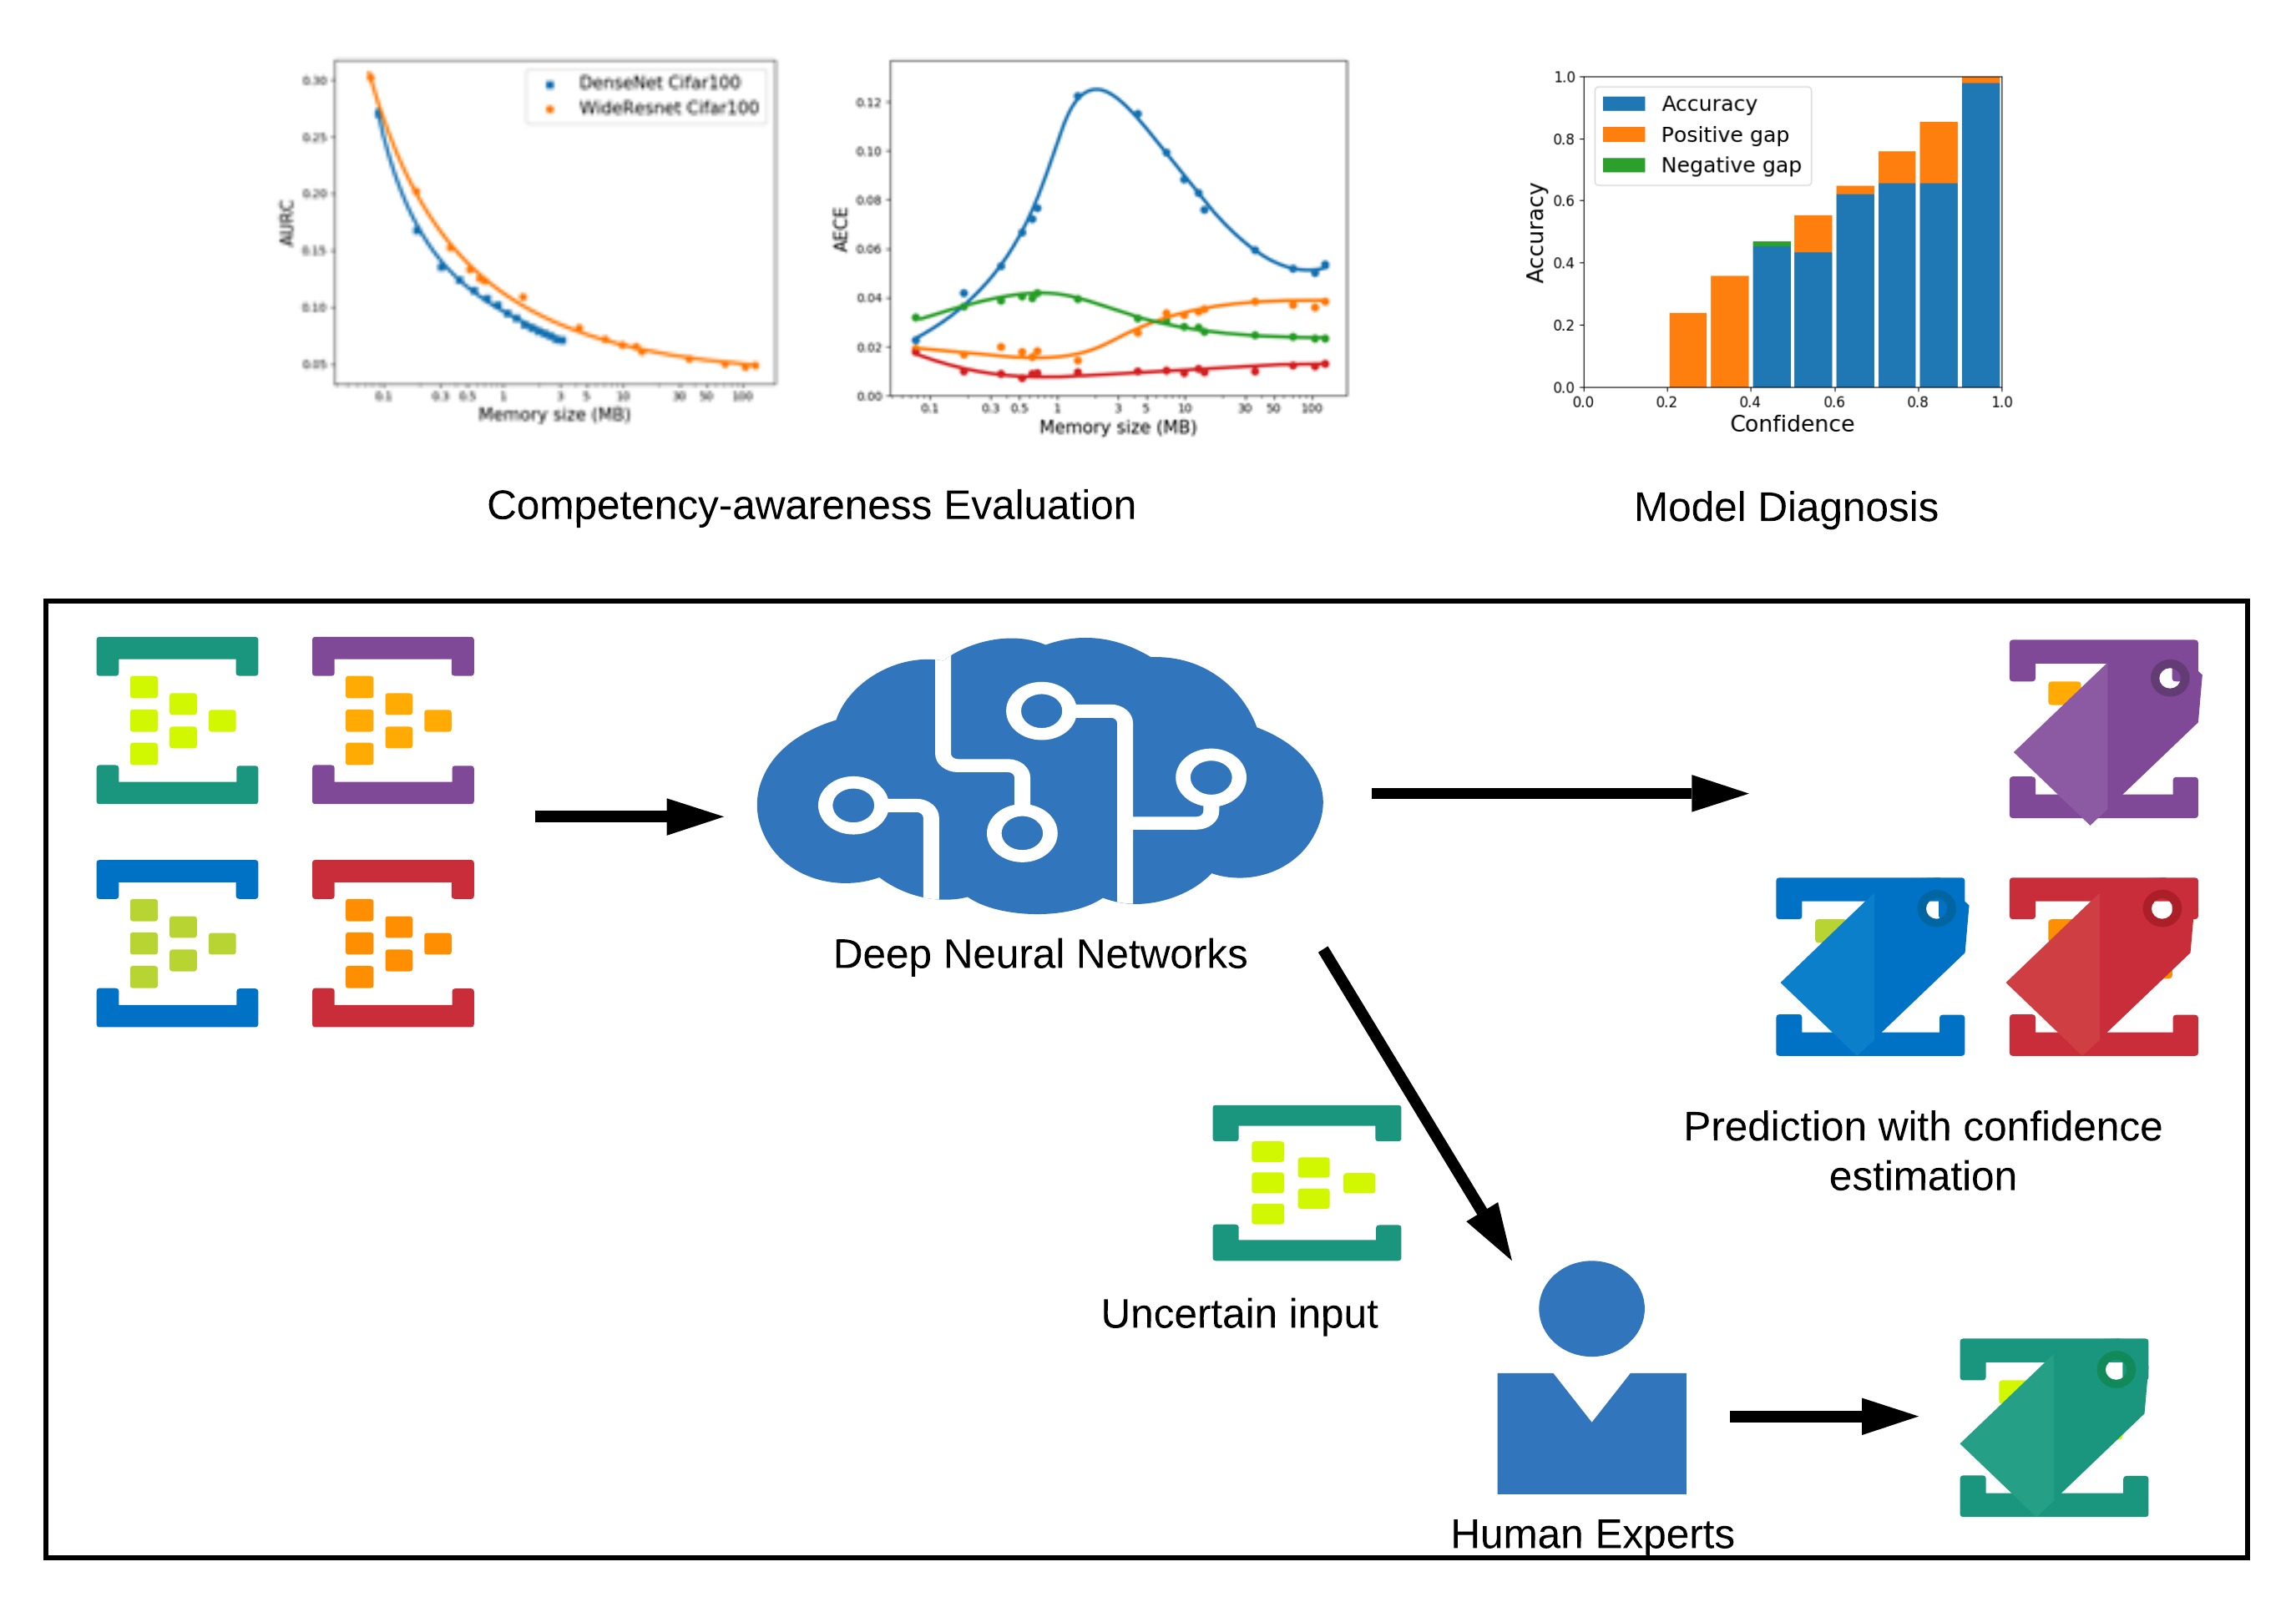 0.30
0.25
0.20
0.15
0.10
0.05
AURC
DenseNet Cifar100
WideResnet Cifar100
0.1 0.3 0.5 1 3 5 10 30 50 100
Memory size (MB)
0.12
0.10
0.08
0.06
0.04
0.02
0.00
AECE
0.1 0.3 0.5 1 3 5 10 30 50 100
Memory size (MB)
1.0
0.8
0.6
0.4
0.2
0.0
Accuracy
Accuracy
Positive gap
Negative gap
0.0 0.2 0.4 0.6 0.8 1.0
Confidence
Competency-awareness Evaluation
Model Diagnosis
Deep Neural Networks
Prediction with confidence
estimation
Uncertain input
Human Experts